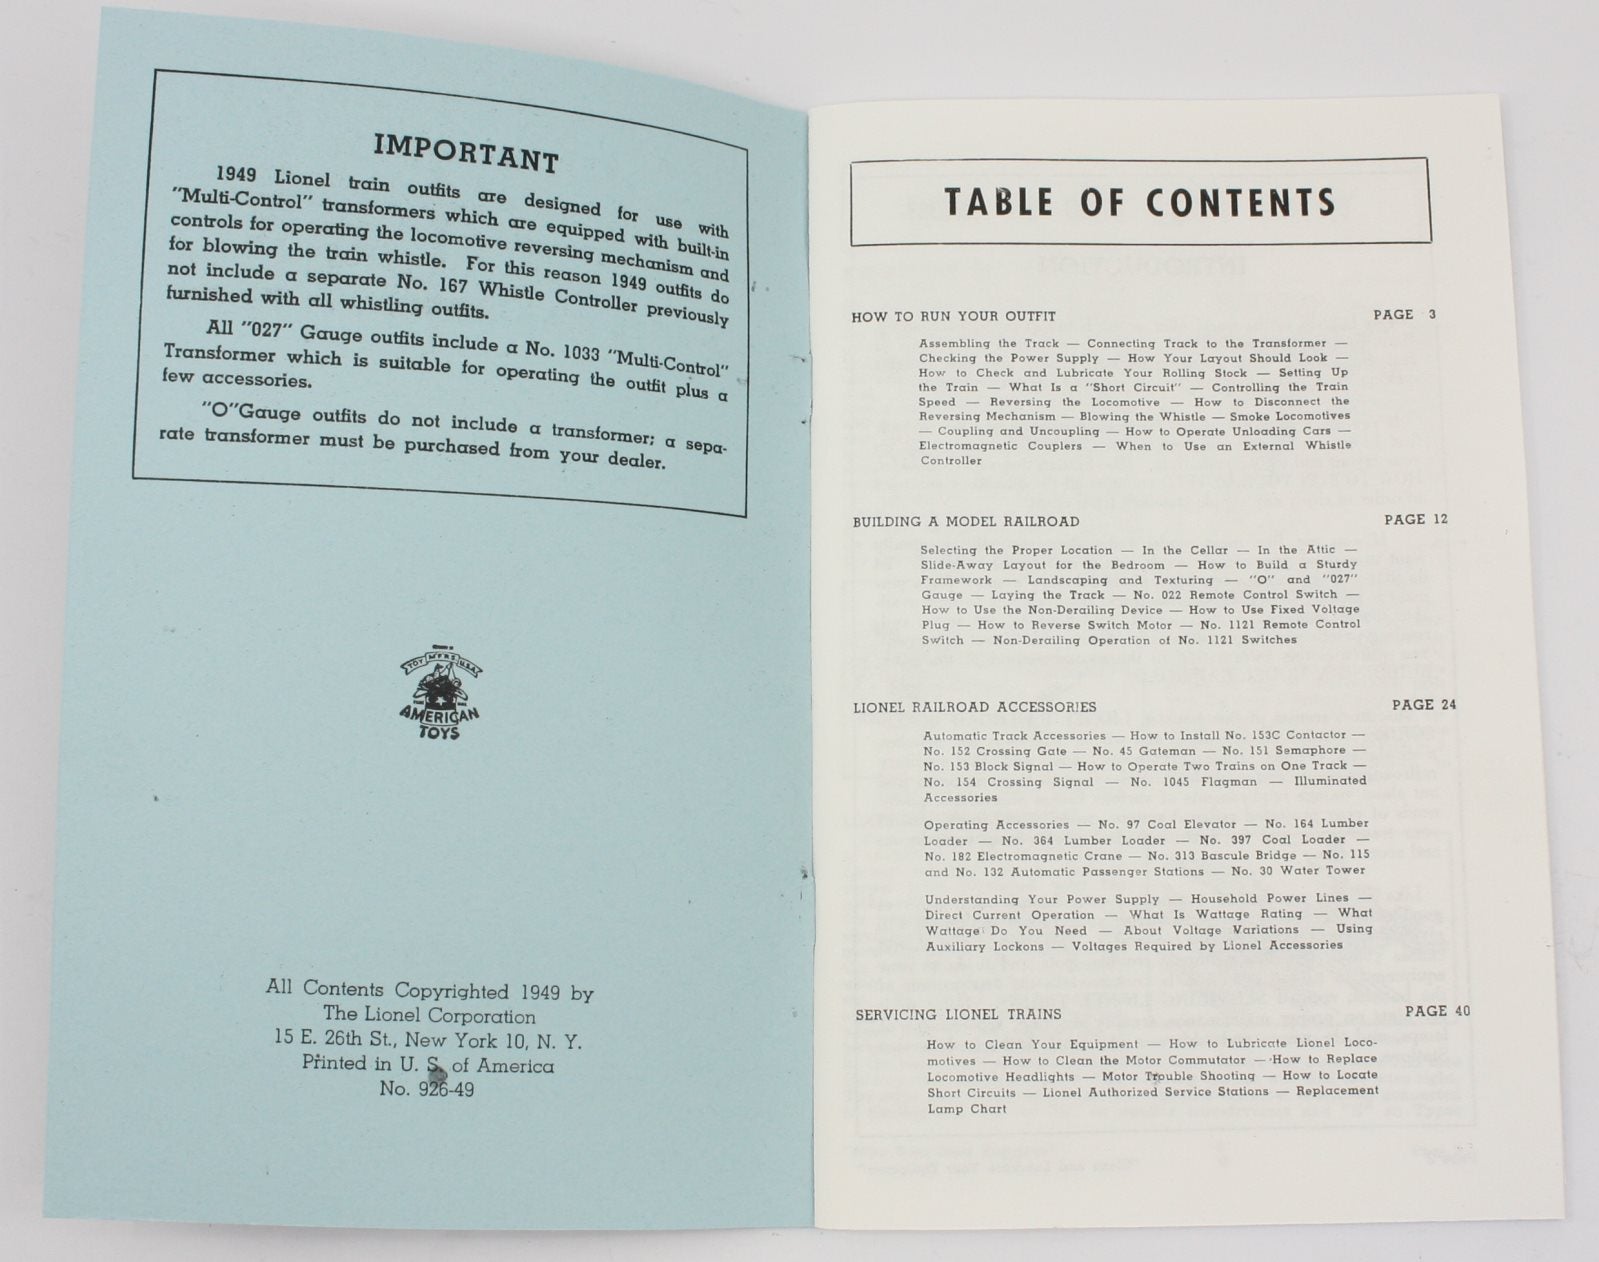 IMPORTANT
1949 Lionel train outfits are designed for use with
"Multi-Control" transformers which are equipped with built-in
controls for operating the locomotive reversing mechanism and
for blowing the train whistle. For this reason 1949 outfits do
not include a separate No. 167 Whistle Controller previously
furnished with all whistling outfits.
All "027" Gauge outfits include a No. 1033 "Multi-Control"
Transformer which is suitable for operating the outfit plus a
few accessories.
"O"Gauge outfits do not include a transformer; a sepa-
rate transformer must be purchased from your dealer.
TOY M'F'R'S U.S.A.
AMERICAN
TOYS
All Contents Copyrighted 1949 by
The Lionel Corporation
15 E. 26th St., New York 10, N. Y.
Printed in U. S. of America
No. 926-49
TABLE OF CONTENTS
HOW TO RUN YOUR OUTFIT PAGE 3
Assembling the Track — Connecting Track to the Transformer —
Checking the Power Supply — How Your Layout Should Look —
How to Check and Lubricate Your Rolling Stock — Setting Up
the Train — What Is a "Short Circuit" — Controlling the Train
Speed — Reversing the Locomotive — How to Disconnect the
Reversing Mechanism — Blowing the Whistle — Smoke Locomotives
— Coupling and Uncoupling — How to Operate Unloading Cars —
Electromagnetic Couplers — When to Use an External Whistle
Controller
BUILDING A MODEL RAILROAD PAGE 12
Selecting the Proper Location — In the Cellar — In the Attic —
Slide-Away Layout for the Bedroom — How to Build a Sturdy
Framework — Landscaping and Texturing — "O" and "027"
Gauge — Laying the Track — No. 022 Remote Control Switch —
How to Use the Non-Derailing Device — How to Use Fixed Voltage
Plug — How to Reverse Switch Motor — No. 1121 Remote Control
Switch — Non-Derailing Operation of No. 1121 Switches
LIONEL RAILROAD ACCESSORIES PAGE 24
Automatic Track Accessories — How to Install No. 153C Contactor —
No. 152 Crossing Gate — No. 45 Gateman — No. 151 Semaphore —
No. 153 Block Signal — How to Operate Two Trains on One Track —
No. 154 Crossing Signal — No. 1045 Flagman — Illuminated
Accessories
Operating Accessories — No. 97 Coal Elevator — No. 164 Lumber
Loader — No. 364 Lumber Loader — No. 397 Coal Loader —
No. 182 Electromagnetic Crane — No. 313 Bascule Bridge — No. 115
and No. 132 Automatic Passenger Stations — No. 30 Water Tower
Understanding Your Power Supply — Household Power Lines —
Direct Current Operation — What Is Wattage Rating — What
Wattage Do You Need — About Voltage Variations — Using
Auxiliary Lockons — Voltages Required by Lionel Accessories
SERVICING LIONEL TRAINS PAGE 40
How to Clean Your Equipment — How to Lubricate Lionel Loco-
motives — How to Clean the Motor Commutator — How to Replace
Locomotive Headlights — Motor Trouble Shooting — How to Locate
Short Circuits — Lionel Authorized Service Stations — Replacement
Lamp Chart